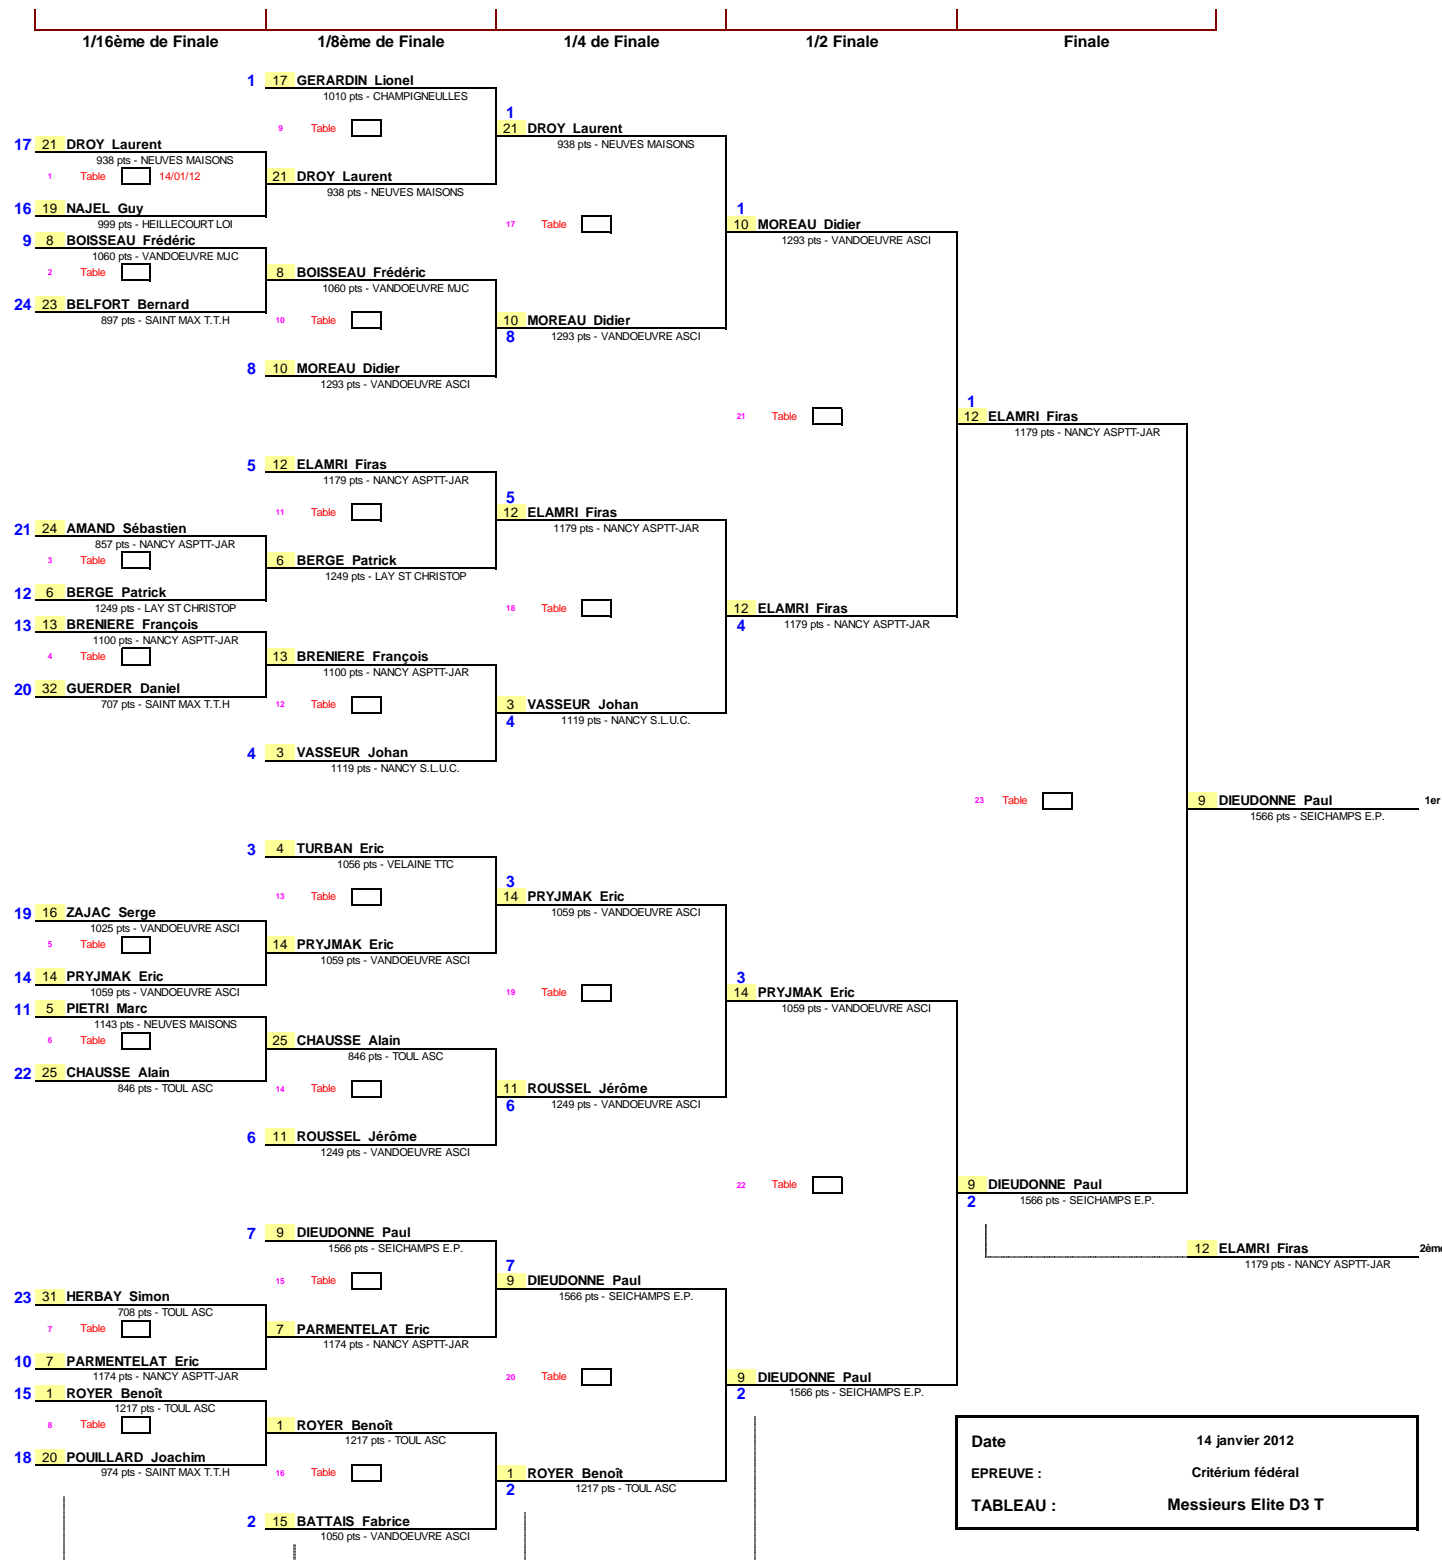 1/16ème de Finale 1/8ème de Finale 1/4 de Finale 1/2 Finale Finale
1 17 GERARDIN Lionel
1010 pts - CHAMPIGNEULLES
1
9 Table 21 DROY Laurent
17 21 DROY Laurent 938 pts - NEUVES MAISONS
938 pts - NEUVES MAISONS
1 Table 14/01/12 21 DROY Laurent
938 pts - NEUVES MAISONS
16 19 NAJEL Guy 1
999 pts - HEILLECOURT LOI 17 Table 10 MOREAU Didier
9 8 BOISSEAU Frédéric 1293 pts - VANDOEUVRE ASCI
1060 pts - VANDOEUVRE MJC
2 Table 8 BOISSEAU Frédéric
1060 pts - VANDOEUVRE MJC
24 23 BELFORT Bernard
897 pts - SAINT MAX T.T.H 10 Table 10 MOREAU Didier
8 1293 pts - VANDOEUVRE ASCI
8 10 MOREAU Didier
1293 pts - VANDOEUVRE ASCI
1
21 Table 12 ELAMRI Firas
1179 pts - NANCY ASPTT-JAR
5 12 ELAMRI Firas
1179 pts - NANCY ASPTT-JAR
5
11 Table 12 ELAMRI Firas
21 24 AMAND Sébastien 1179 pts - NANCY ASPTT-JAR
857 pts - NANCY ASPTT-JAR
3 Table 6 BERGE Patrick
1249 pts - LAY ST CHRISTOP
12 6 BERGE Patrick
1249 pts - LAY ST CHRISTOP 18 Table 12 ELAMRI Firas
13 13 BRENIERE François 4 1179 pts - NANCY ASPTT-JAR
1100 pts - NANCY ASPTT-JAR
4 Table 13 BRENIERE François
1100 pts - NANCY ASPTT-JAR
20 32 GUERDER Daniel
707 pts - SAINT MAX T.T.H 12 Table 3 VASSEUR Johan
4 1119 pts - NANCY S.L.U.C.
4 3 VASSEUR Johan
1119 pts - NANCY S.L.U.C.
23 Table 9 DIEUDONNE Paul 1er
1566 pts - SEICHAMPS E.P.
3 4 TURBAN Eric
1056 pts - VELAINE TTC
3
13 Table 14 PRYJMAK Eric
19 16 ZAJAC Serge 1059 pts - VANDOEUVRE ASCI
1025 pts - VANDOEUVRE ASCI
5 Table 14 PRYJMAK Eric
1059 pts - VANDOEUVRE ASCI
14 14 PRYJMAK Eric 3
1059 pts - VANDOEUVRE ASCI 19 Table 14 PRYJMAK Eric
11 5 PIETRI Marc 1059 pts - VANDOEUVRE ASCI
1143 pts - NEUVES MAISONS
6 Table 25 CHAUSSE Alain
846 pts - TOUL ASC
22 25 CHAUSSE Alain
846 pts - TOUL ASC 14 Table 11 ROUSSEL Jérôme
6 1249 pts - VANDOEUVRE ASCI
6 11 ROUSSEL Jérôme
1249 pts - VANDOEUVRE ASCI
22 Table 9 DIEUDONNE Paul
2 1566 pts - SEICHAMPS E.P.
7 9 DIEUDONNE Paul
1566 pts - SEICHAMPS E.P. 12 ELAMRI Firas 2ème
7 1179 pts - NANCY ASPTT-JAR
15 Table 9 DIEUDONNE Paul
23 31 HERBAY Simon 1566 pts - SEICHAMPS E.P.
708 pts - TOUL ASC
7 Table 7 PARMENTELAT Eric
1174 pts - NANCY ASPTT-JAR
10 7 PARMENTELAT Eric
1174 pts - NANCY ASPTT-JAR 20 Table 9 DIEUDONNE Paul
15 1 ROYER Benoît 2 1566 pts - SEICHAMPS E.P.
1217 pts - TOUL ASC
8 Table 1 ROYER Benoît
1217 pts - TOUL ASC
18 20 POUILLARD Joachim
974 pts - SAINT MAX T.T.H 16 Table 1 ROYER Benoît
2 1217 pts - TOUL ASC
2 15 BATTAIS Fabrice
1050 pts - VANDOEUVRE ASCI
Date 14 janvier 2012
EPREUVE : Critérium fédéral
TABLEAU : Messieurs Elite D3 T